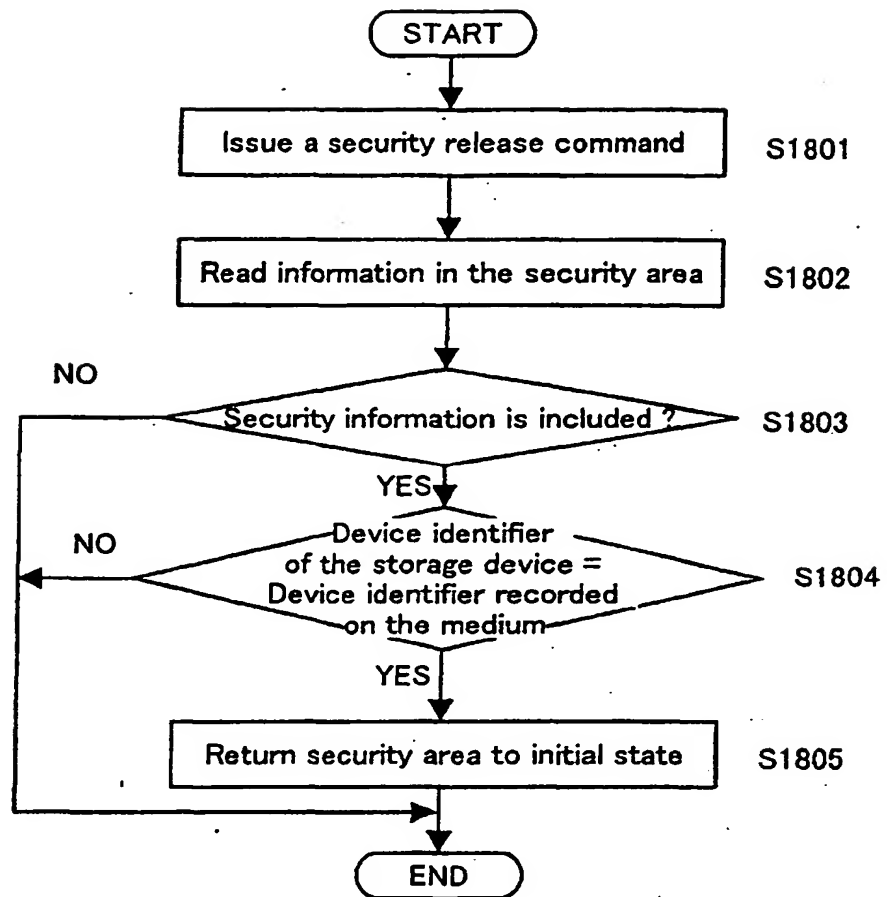 START
Issue a security release command S1801
Read information in the security area S1802
NO
Security information is included ? S1803
YES
NO
Device identifier
of the storage device =
Device identifier recorded
on the medium
S1804
YES
Return security area to initial state S1805
END